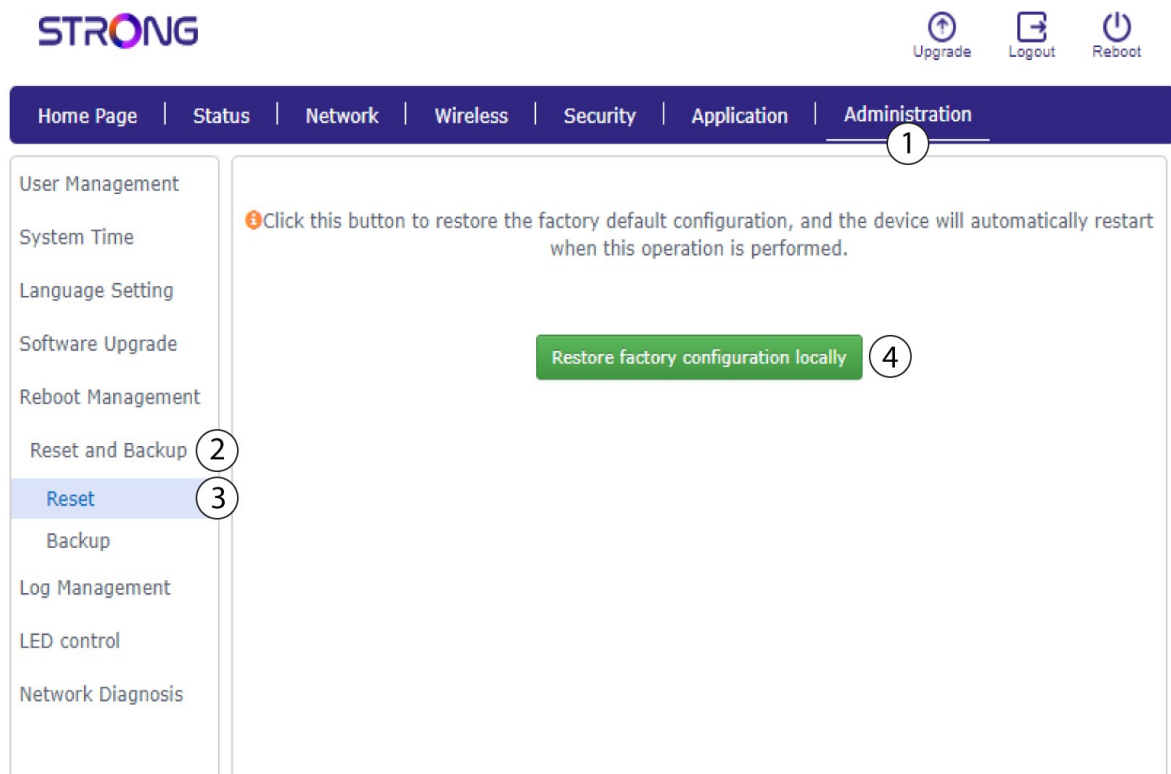 STRONG
Upgrade
Logout
Reboot
Home Page | Status | Network | Wireless | Security | Application | Administration
1
User Management
System Time
Language Setting
Software Upgrade
Reboot Management
Reset and Backup 2
Reset 3
Backup
Log Management
LED control
Network Diagnosis
Click this button to restore the factory default configuration, and the device will automatically restart
when this operation is performed.
Restore factory configuration locally 4